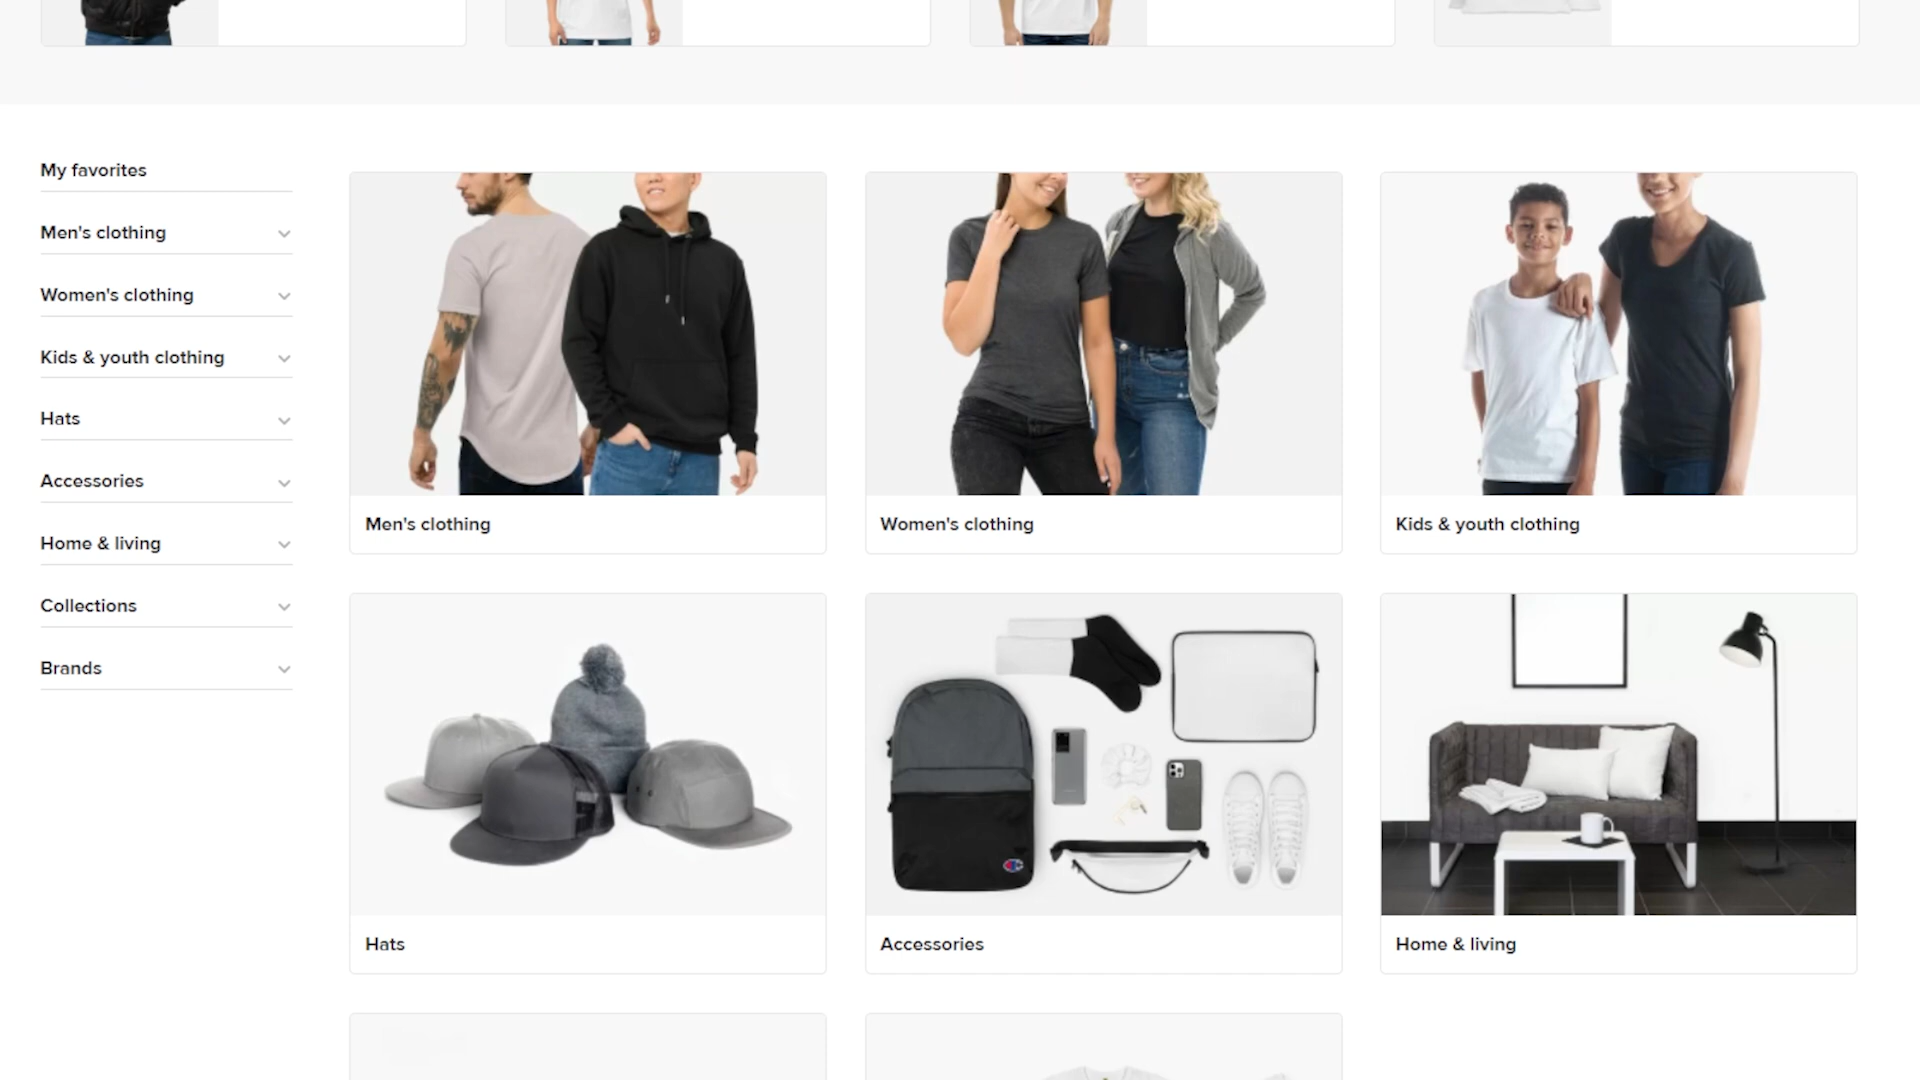 My favorites
Men's clothing
Women's clothing
Kids & youth clothing
Hats
Accessories
Home & living
Collections
Brands
Men's clothing
Women's clothing
Kids & youth clothing
Hats
Accessories
Home & living